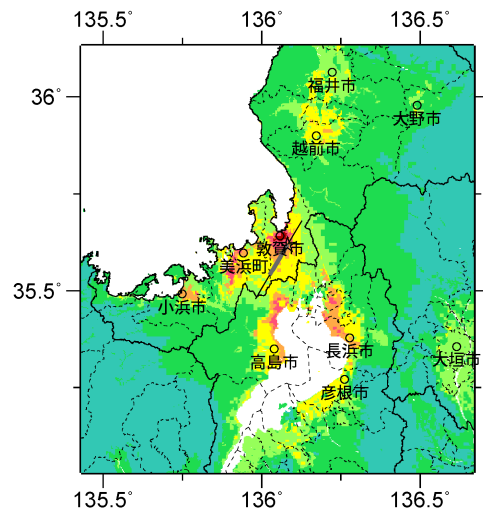 135.5° 136° 136.5°
36°
福井市
大野市
越前市
敦賀市
美浜町
35.5°
小浜市
長浜市
高島市
大垣市
彦根市
135.5° 136° 136.5°